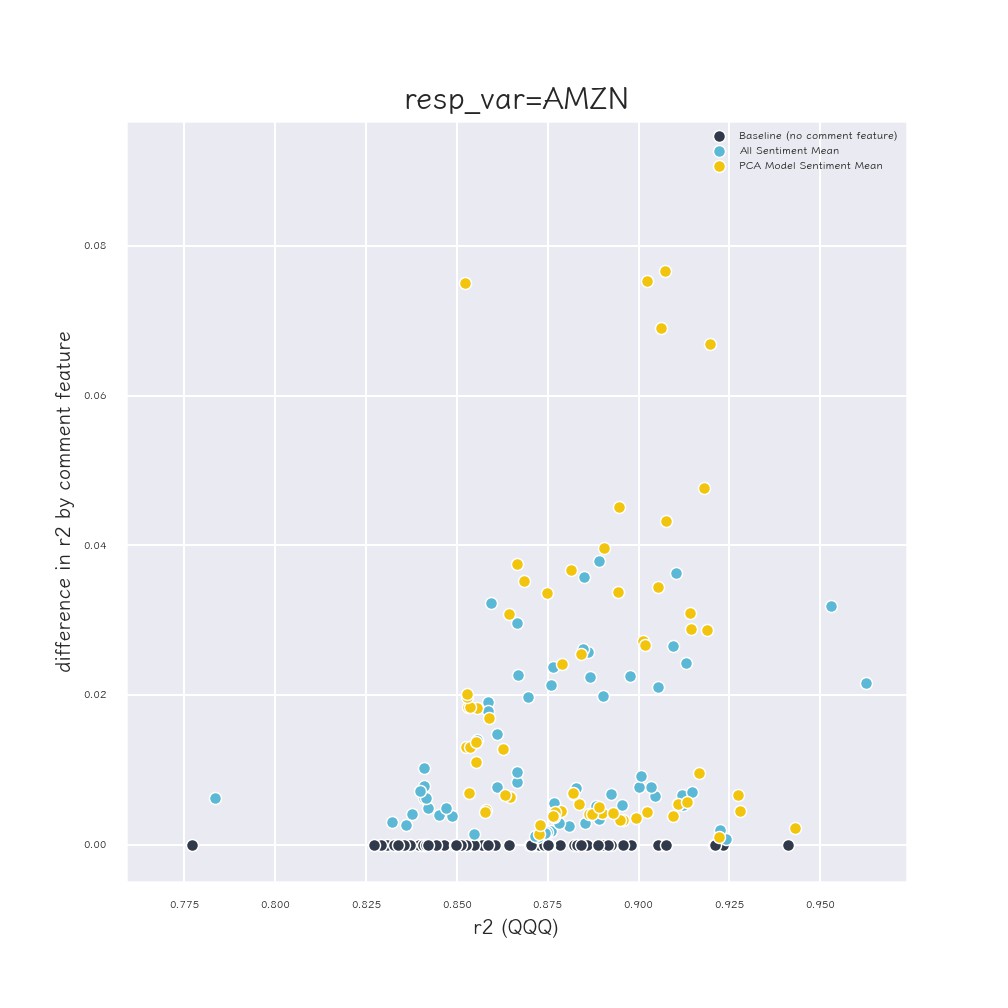 resp_var=AMZN
Baseline (no comment feature)
All Sentiment Mean
PCA Model Sentiment Mean
difference in r2 by comment feature
0.08
0.06
0.04
0.02
0.00
0.775 0.800 0.825 0.850 0.875 0.900 0.925 0.950
r2 (QQQ)